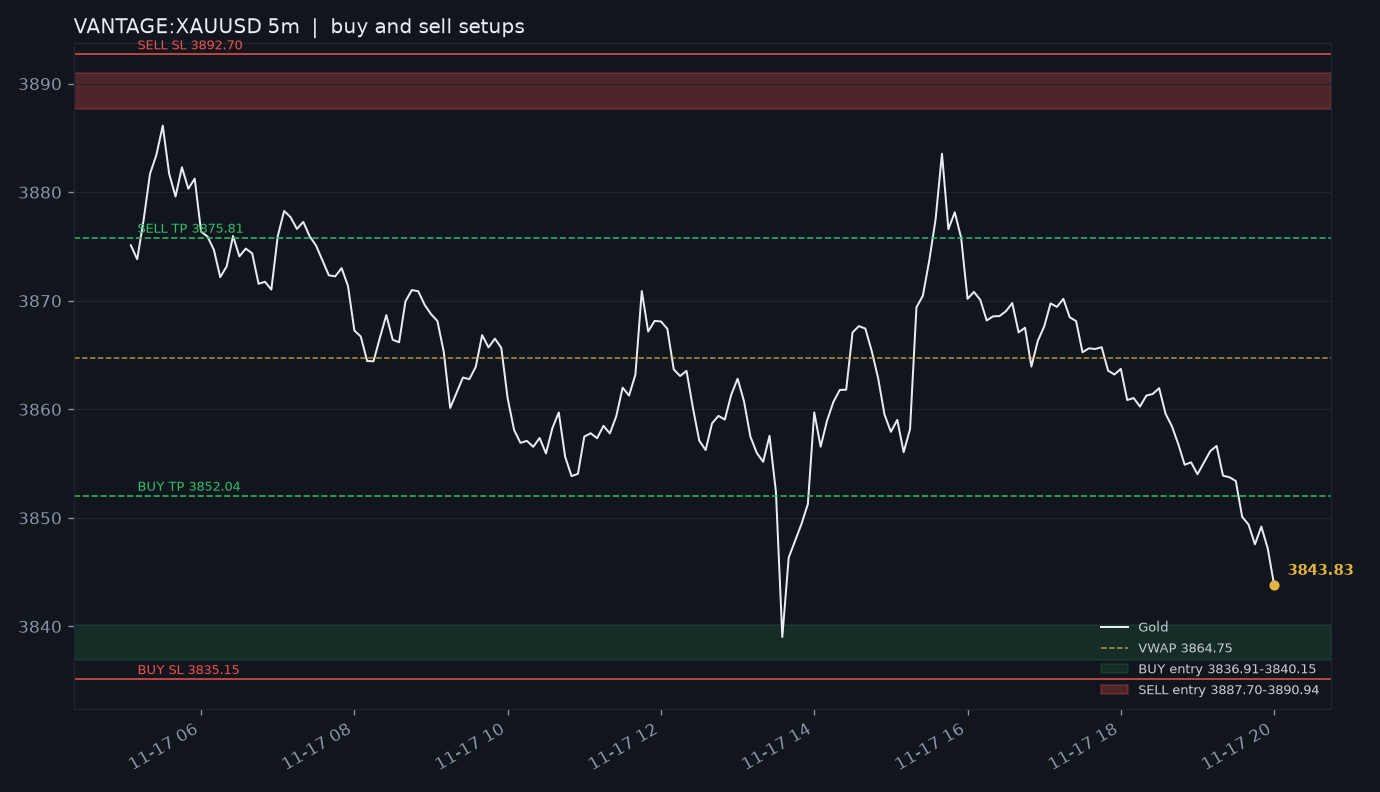 VANTAGE:XAUUSD 5m | buy and sell setups
SELL SL 3892.70
3890
3880
SELL TP 3875.81
3870
3860
BUY TP 3852.04
3850
3843.83
3840
Gold
VWAP 3864.75
BUY SL 3835.15
BUY entry 3836.91-3840.15
SELL entry 3887.70-3890.94
11-17 06
11-17 08
11-17 10
11-17 12
11-17 14
11-17 16
11-17 18
11-17 20